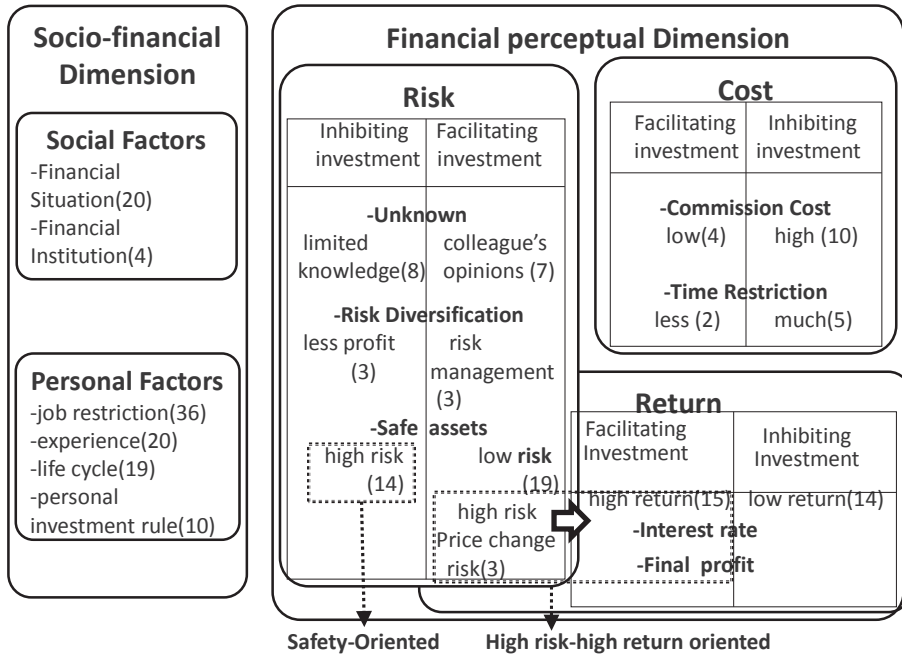 Socio-financial
Dimension
Social Factors
-Financial
Situation(20)
-Financial
Institution(4)
Personal Factors
-job restriction(36)
-experience(20)
-life cycle(19)
-personal
investment rule(10)
Financial perceptual Dimension
Risk
Inhibiting
investment
Facilitating
investment
-Unknown
limited
knowledge(8)
colleague's
opinions (7)
-Risk Diversification
less profit
(3)
risk
management
(3)
-Safe assets
high risk
(14)
low risk
(19)
high risk
Price change
risk(3)
Cost
Facilitating
investment
Inhibiting
investment
-Commission Cost
low(4)
high (10)
-Time Restriction
less (2)
much(5)
Return
Facilitating
Investment
Inhibiting
Investment
high return(15)
low return(14)
-Interest rate
-Final profit
Safety-Oriented
High risk-high return oriented